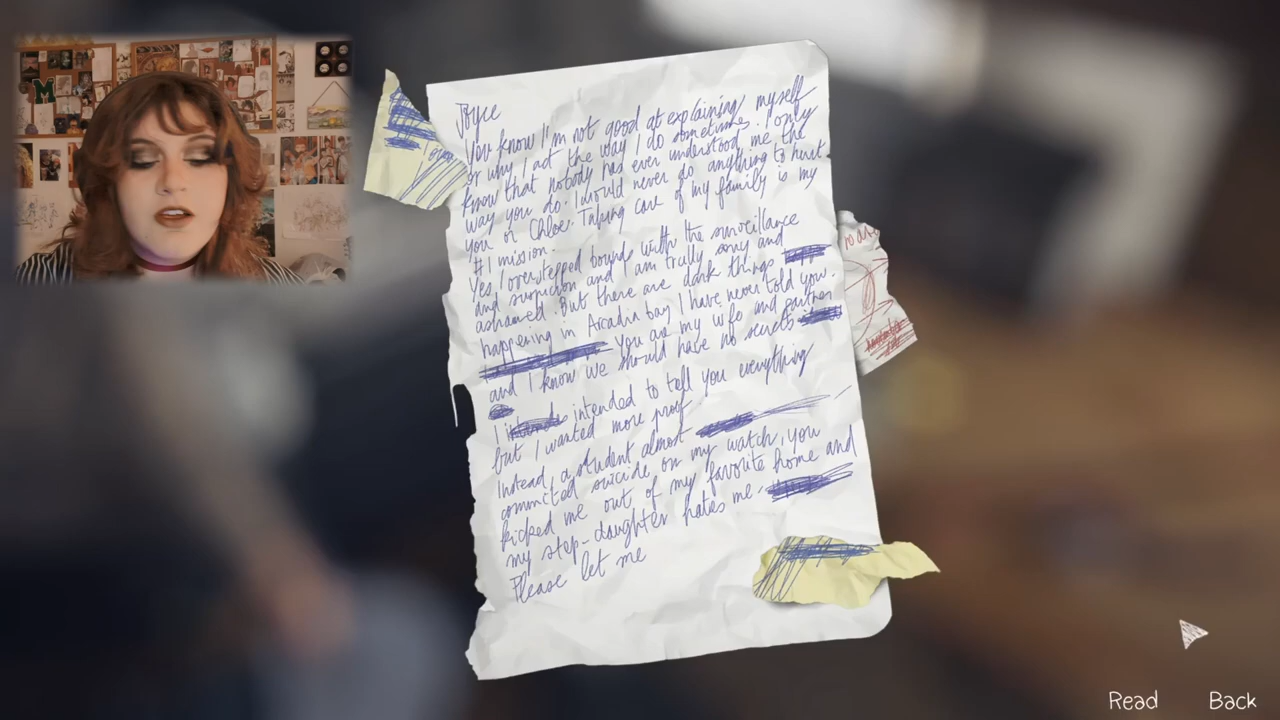 Joyce
You know I'm not good at explaining myself
or why I act the way I do sometimes. I only
know that nobody has ever understood me the
way you do. I would never do anything to hurt
you or Chloe. Taking care of my family is my
#1 mission.
Yes, I overstepped bounds with the surveillance
and suspicion and I am trully sorry and
ashamed. But there are dark things
happening in Arcadia bay I have never told you.
You are my wife and partner
and I know we should have no secrets
I intended to tell you everything
but I wanted more proof
Instead, a student almost
committed suicide on my watch, you
kicked me out of my favorite home and
my step-daughter hates me.
Please let me
M
Read
Back